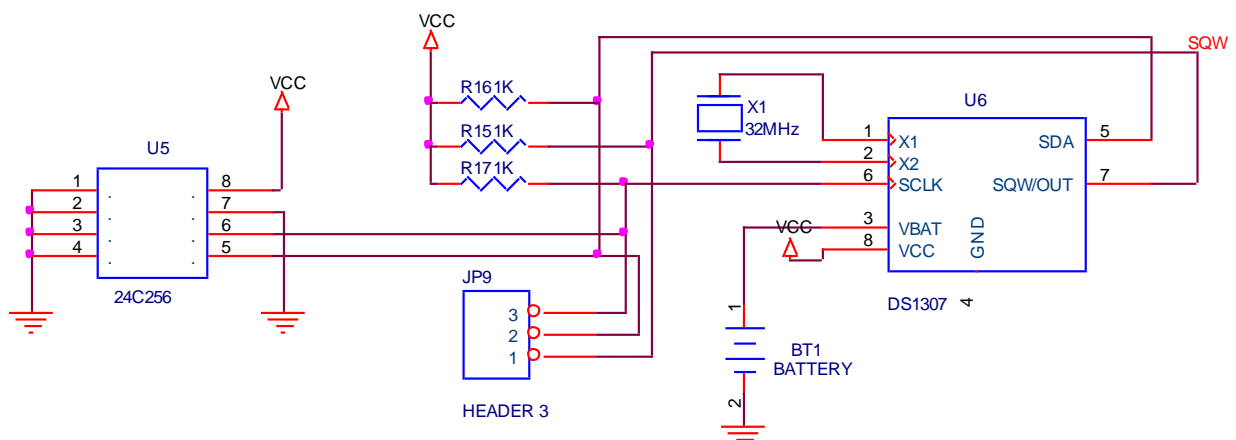 VCC
SQW
VCC
R161K
X1
32MHz
U6
R151K
1
X1
SDA
5
U5
R171K
2
X2
6
SCLK
SQW/OUT
7
1
8
2
7
3
6
4
5
3
VBAT
GND
VCC
8
VCC
24C256
JP9
DS1307
4
3
2
1
1
BT1
BATTERY
2
HEADER 3